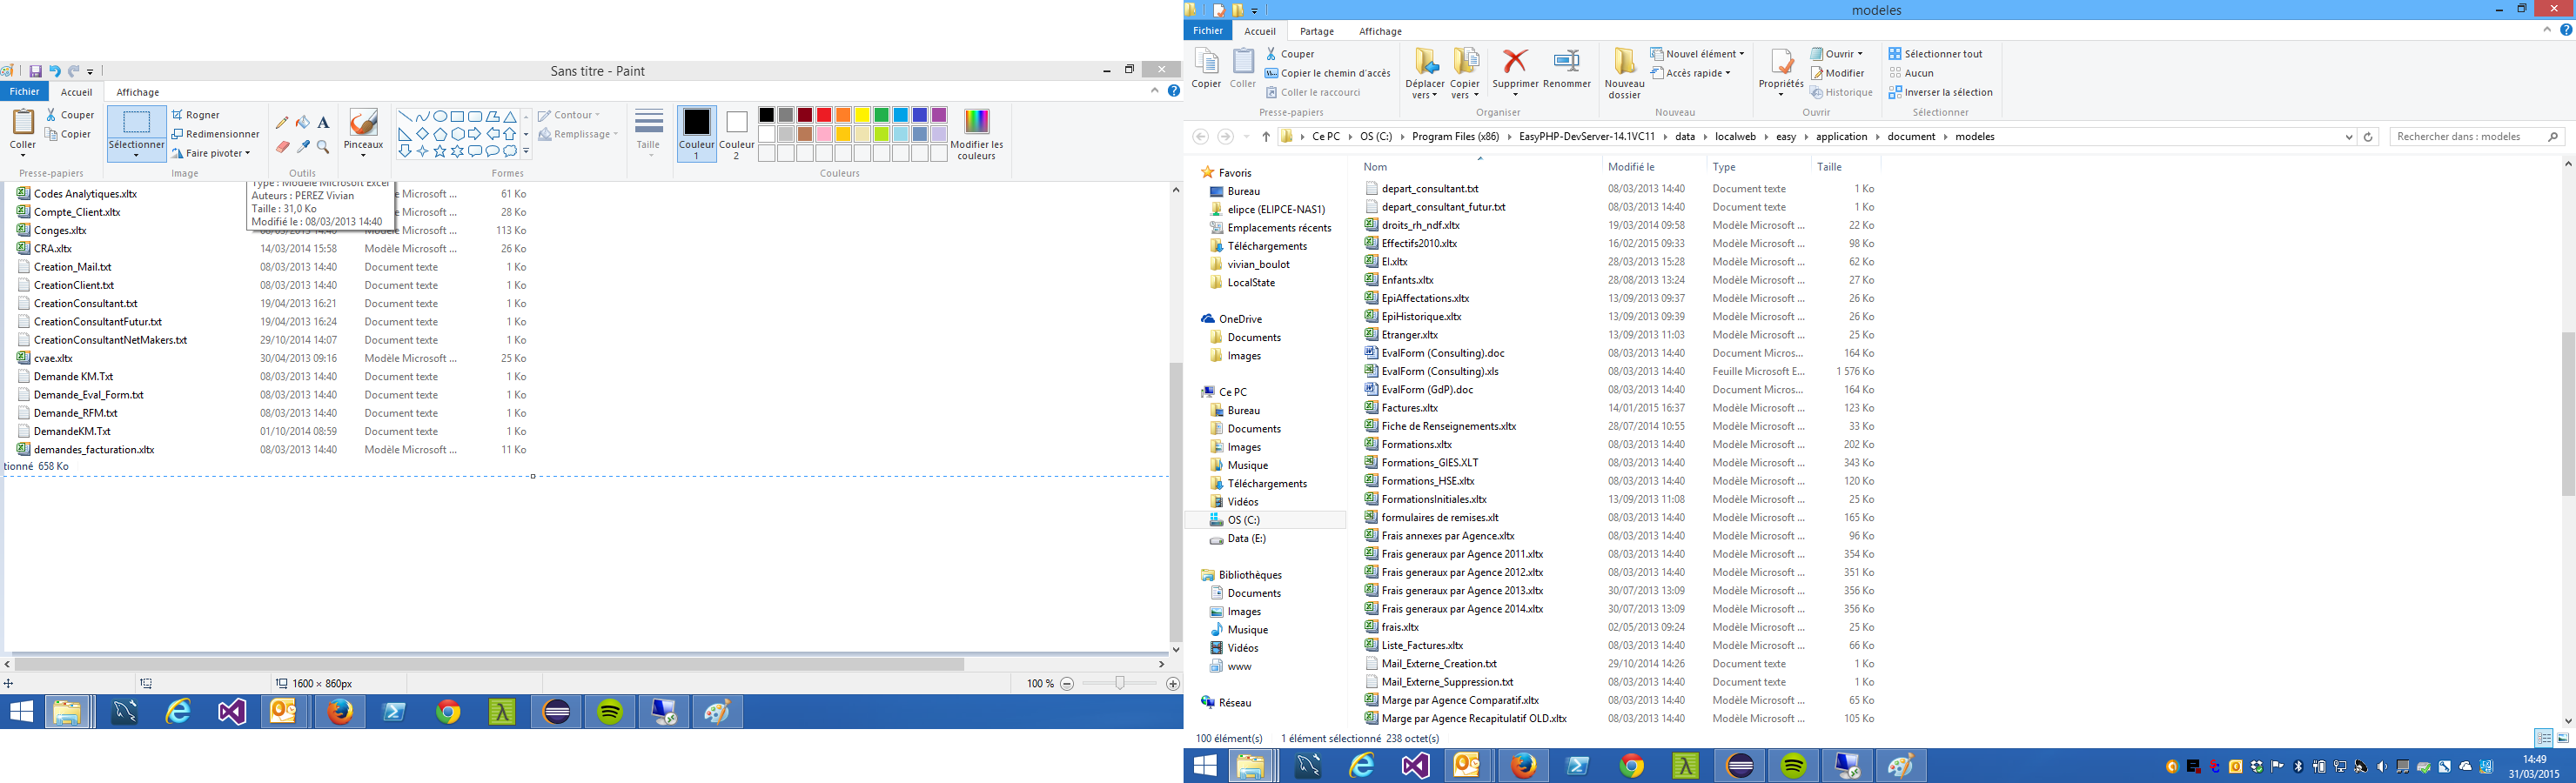 Sans titre - Paint
Fichier Accueil Affichage
Coller
Couper
Copier
Presse-papiers
Sélectionner
Rogner
Redimensionner
Faire pivoter
Image
Outils
Pinceaux
Formes
Contour
Remplissage
Taille
Couleur 1
Couleur 2
Modifier les couleurs
Couleurs
Type : Modèle Microsoft Excel
Auteurs : PEREZ Vivian
Taille : 31,0 Ko
Modifié le : 08/03/2013 14:40
Codes Analytiques.xltx le Microsoft ... 61 Ko
Compte_Client.xltx le Microsoft ... 28 Ko
Conges.xltx 08/03/2013 14:40 Modèle Microsoft ... 113 Ko
CRA.xltx 14/03/2014 15:58 Modèle Microsoft ... 26 Ko
Creation_Mail.txt 08/03/2013 14:40 Document texte 1 Ko
CreationClient.txt 08/03/2013 14:40 Document texte 1 Ko
CreationConsultant.txt 19/04/2013 16:21 Document texte 1 Ko
CreationConsultantFutur.txt 19/04/2013 16:24 Document texte 1 Ko
CreationConsultantNetMakers.txt 29/10/2014 14:07 Document texte 1 Ko
cvae.xltx 30/04/2013 09:16 Modèle Microsoft ... 25 Ko
Demande KM.Txt 08/03/2013 14:40 Document texte 1 Ko
Demande_Eval_Form.txt 08/03/2013 14:40 Document texte 1 Ko
Demande_RFM.txt 08/03/2013 14:40 Document texte 1 Ko
DemandeKM.Txt 01/10/2014 08:59 Document texte 1 Ko
demandes_facturation.xltx 08/03/2013 14:40 Modèle Microsoft ... 11 Ko
tionné 658 Ko
1600 × 860px
100 %
modeles
Fichier Accueil Partage Affichage
Copier
Coller
Couper
Copier le chemin d'accès
Coller le raccourci
Presse-papiers
Déplacer vers
Copier vers
Supprimer
Renommer
Organiser
Nouveau dossier
Nouvel élément
Accès rapide
Nouveau
Propriétés
Ouvrir
Modifier
Historique
Ouvrir
Sélectionner tout
Aucun
Inverser la sélection
Sélectionner
Ce PC OS (C:) Program Files (x86) EasyPHP-DevServer-14.1VC11 data localweb easy application document modeles
Rechercher dans : modeles
Favoris
Bureau
elipce (ELIPCE-NAS1)
Emplacements récents
Téléchargements
vivian_boulot
LocalState
OneDrive
Documents
Images
Ce PC
Bureau
Documents
Images
Musique
Téléchargements
Vidéos
OS (C:)
Data (E:)
Bibliothèques
Documents
Images
Musique
Vidéos
www
Réseau
Nom Modifié le Type Taille
depart_consultant.txt 08/03/2013 14:40 Document texte 1 Ko
depart_consultant_futur.txt 08/03/2013 14:40 Document texte 1 Ko
droits_rh_ndf.xltx 19/03/2014 09:58 Modèle Microsoft ... 22 Ko
Effectifs2010.xltx 16/02/2015 09:33 Modèle Microsoft ... 98 Ko
EI.xltx 28/03/2013 15:28 Modèle Microsoft ... 62 Ko
Enfants.xltx 28/08/2013 13:24 Modèle Microsoft ... 27 Ko
EpiAffectations.xltx 13/09/2013 09:37 Modèle Microsoft ... 26 Ko
EpiHistorique.xltx 13/09/2013 09:39 Modèle Microsoft ... 26 Ko
Etranger.xltx 13/09/2013 11:03 Modèle Microsoft ... 25 Ko
EvalForm (Consulting).doc 08/03/2013 14:40 Document Micros... 164 Ko
EvalForm (Consulting).xls 08/03/2013 14:40 Feuille Microsoft E... 1 576 Ko
EvalForm (GdP).doc 08/03/2013 14:40 Document Micros... 164 Ko
Factures.xltx 14/01/2015 16:37 Modèle Microsoft ... 123 Ko
Fiche de Renseignements.xltx 28/07/2014 10:55 Modèle Microsoft ... 33 Ko
Formations.xltx 08/03/2013 14:40 Modèle Microsoft ... 202 Ko
Formations_GIES.XLT 08/03/2013 14:40 Modèle Microsoft ... 343 Ko
Formations_HSE.xltx 08/03/2013 14:40 Modèle Microsoft ... 120 Ko
FormationsInitiales.xltx 13/09/2013 11:08 Modèle Microsoft ... 25 Ko
formulaires de remises.xlt 08/03/2013 14:40 Modèle Microsoft ... 165 Ko
Frais annexes par Agence.xltx 08/03/2013 14:40 Modèle Microsoft ... 96 Ko
Frais generaux par Agence 2011.xltx 08/03/2013 14:40 Modèle Microsoft ... 354 Ko
Frais generaux par Agence 2012.xltx 08/03/2013 14:40 Modèle Microsoft ... 351 Ko
Frais generaux par Agence 2013.xltx 30/07/2013 13:09 Modèle Microsoft ... 356 Ko
Frais generaux par Agence 2014.xltx 30/07/2013 13:09 Modèle Microsoft ... 356 Ko
frais.xltx 02/05/2013 09:24 Modèle Microsoft ... 25 Ko
Liste_Factures.xltx 08/03/2013 14:40 Modèle Microsoft ... 66 Ko
Mail_Externe_Creation.txt 29/10/2014 14:26 Document texte 1 Ko
Mail_Externe_Suppression.txt 08/03/2013 14:40 Document texte 1 Ko
Marge par Agence Comparatif.xltx 08/03/2013 14:40 Modèle Microsoft ... 65 Ko
Marge par Agence Recapitulatif OLD.xltx 08/03/2013 14:40 Modèle Microsoft ... 105 Ko
100 élément(s) 1 élément sélectionné 238 octet(s)
14:49
31/03/2015